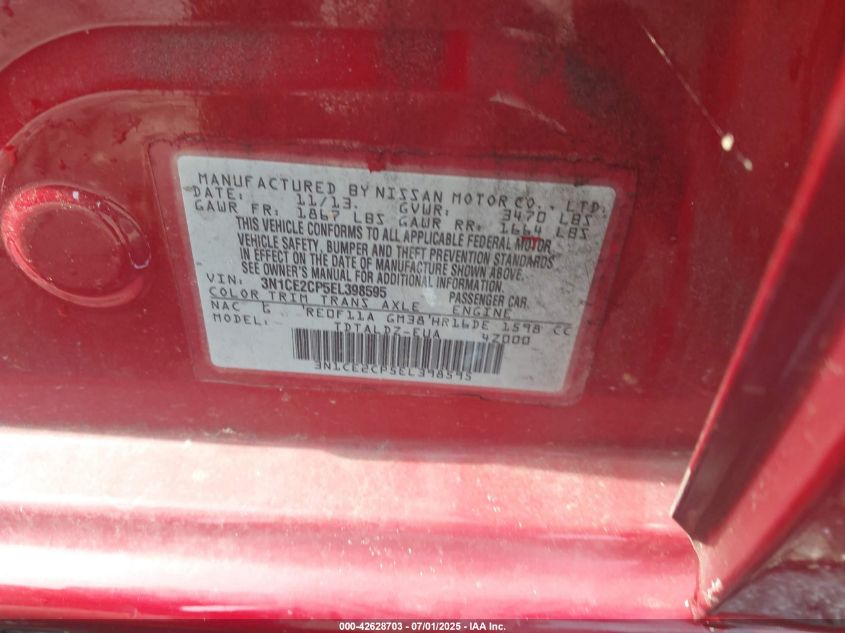 MANUFACTURED BY NISSAN MOTOR CO., LTD.
DATE: 11/13. GVWR: 3470 LBS
GAWR FR: 1867 LBS GAWR RR: 1664 LBS
THIS VEHICLE CONFORMS TO ALL APPLICABLE FEDERAL MOTOR
VEHICLE SAFETY, BUMPER AND THEFT PREVENTION STANDARDS
IN EFFECT ON THE DATE OF MANUFACTURE SHOWN ABOVE.
SEE OWNER'S MANUAL FOR ADDITIONAL INFORMATION.
VIN: 3N1CE2CP5EL398595 PASSENGER CAR.
COLOR TRIM TRANS AXLE ENGINE
NAC G RE0F11A GM38 HR16DE 1598 CC
MODEL: TDTALDZ-EUA 4Z000
3N1CE2CP5EL398595
000-42628703 - 07/01/2025 - IAA Inc.